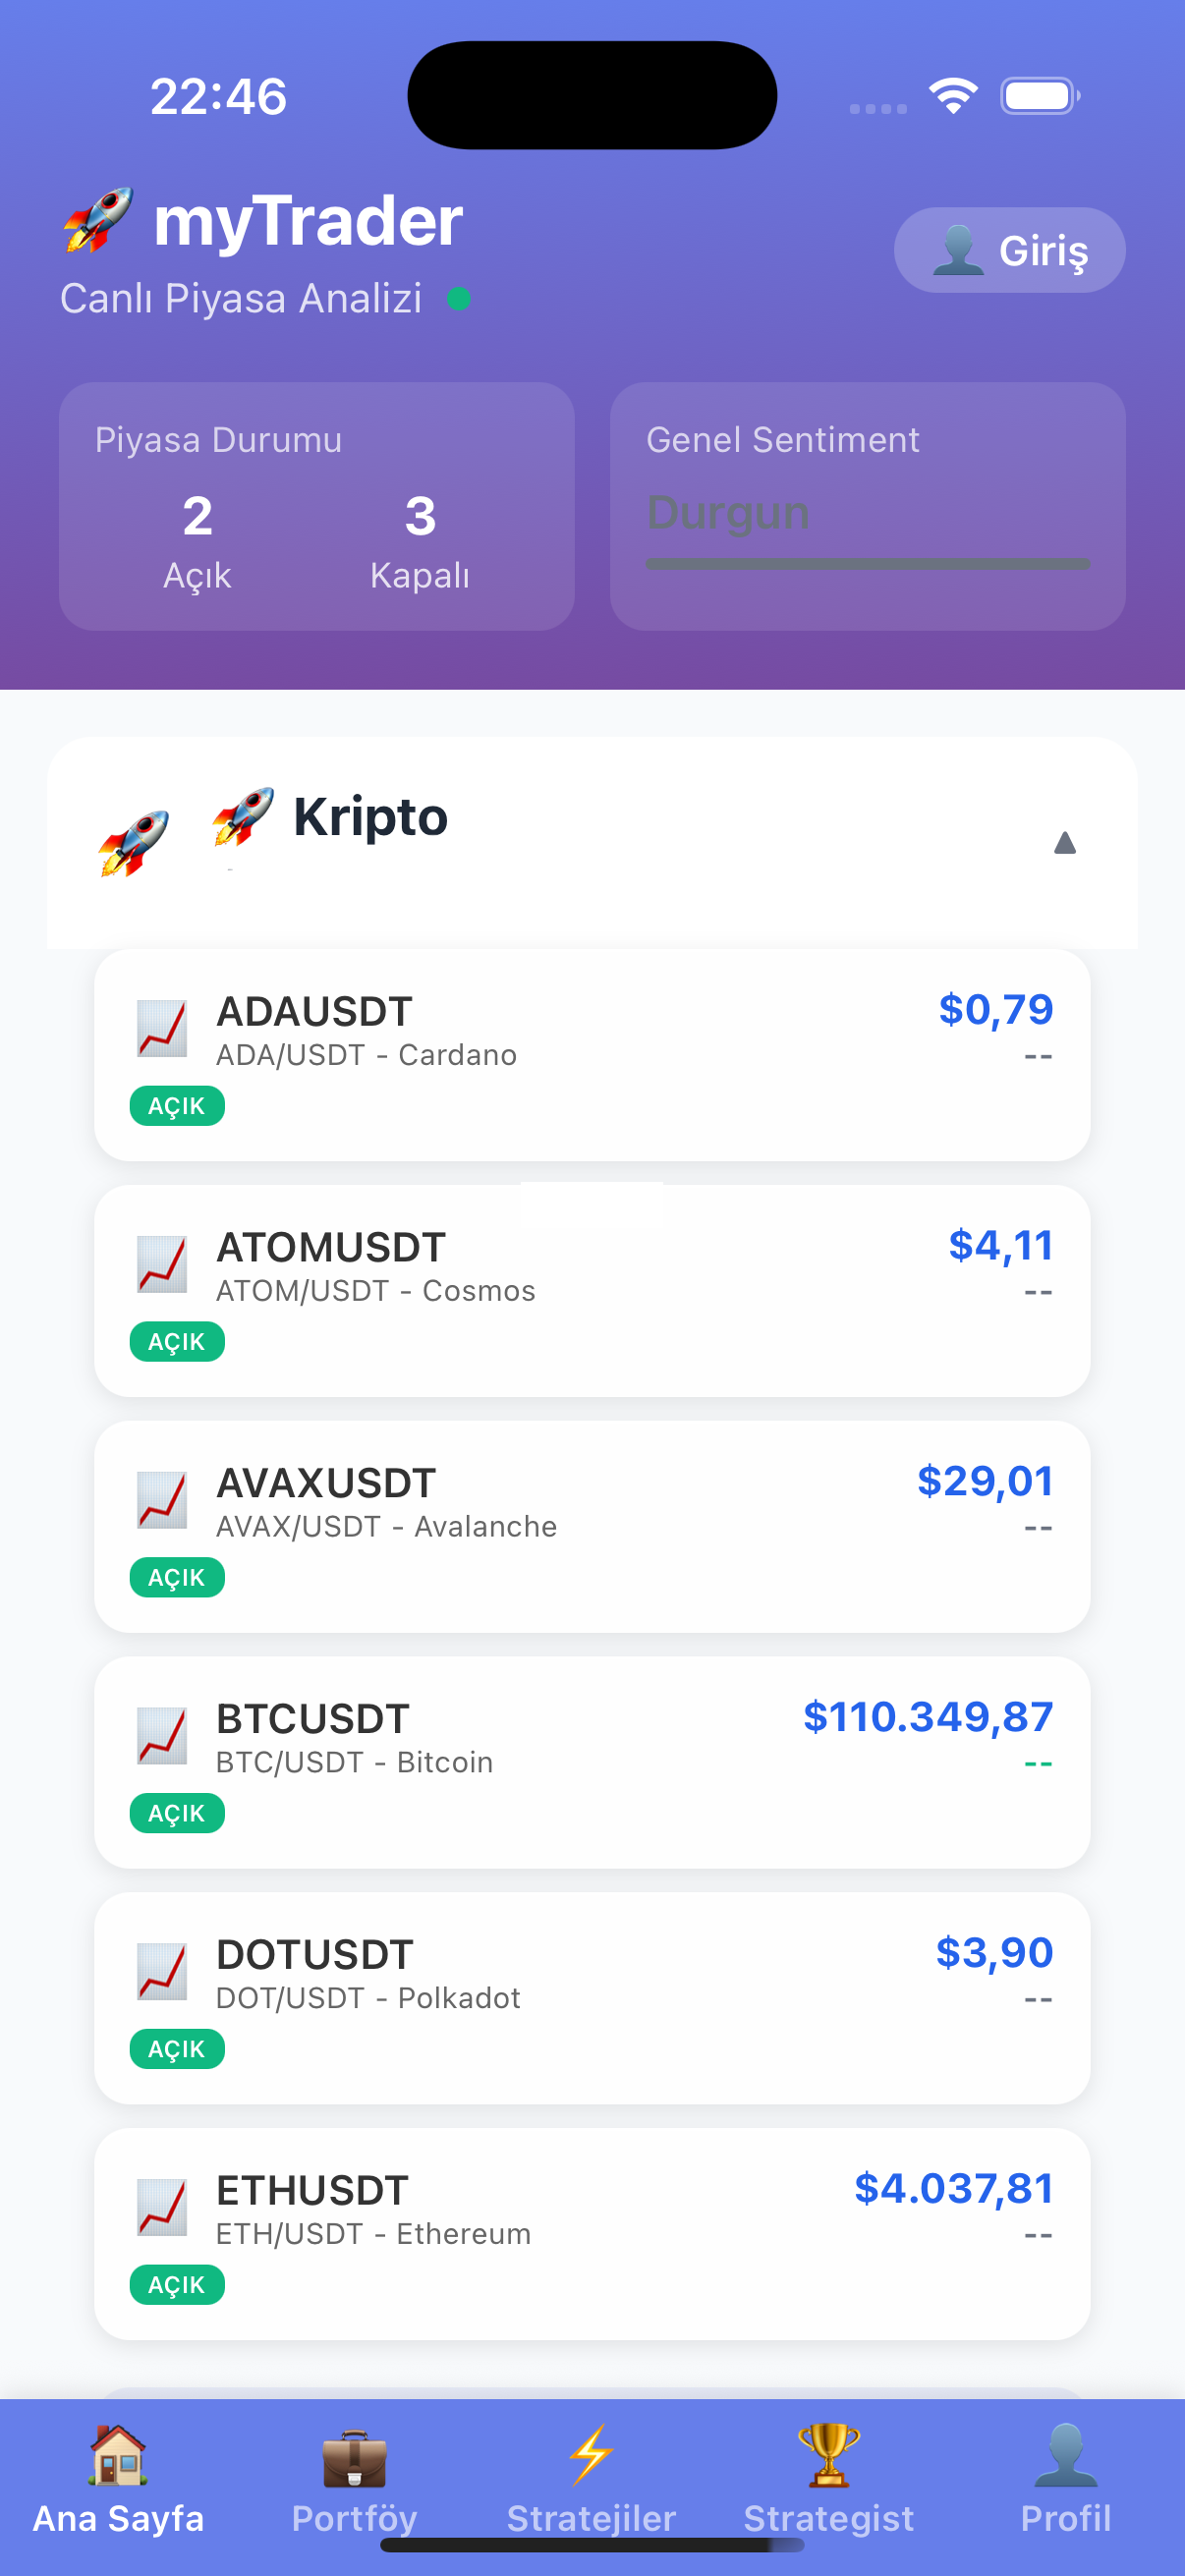 22:46
🚀 myTrader
👤 Giriş
Canlı Piyasa Analizi
Piyasa Durumu
2 3
Açık Kapalı
Genel Sentiment
Durgun
🚀 🚀 Kripto
▲
ADAUSDT $0,79
ADA/USDT - Cardano --
AÇIK
ATOMUSDT $4,11
ATOM/USDT - Cosmos --
AÇIK
AVAXUSDT $29,01
AVAX/USDT - Avalanche --
AÇIK
BTCUSDT $110.349,87
BTC/USDT - Bitcoin --
AÇIK
DOTUSDT $3,90
DOT/USDT - Polkadot --
AÇIK
ETHUSDT $4.037,81
ETH/USDT - Ethereum --
AÇIK
Ana Sayfa Portföy Stratejiler Strategist Profil